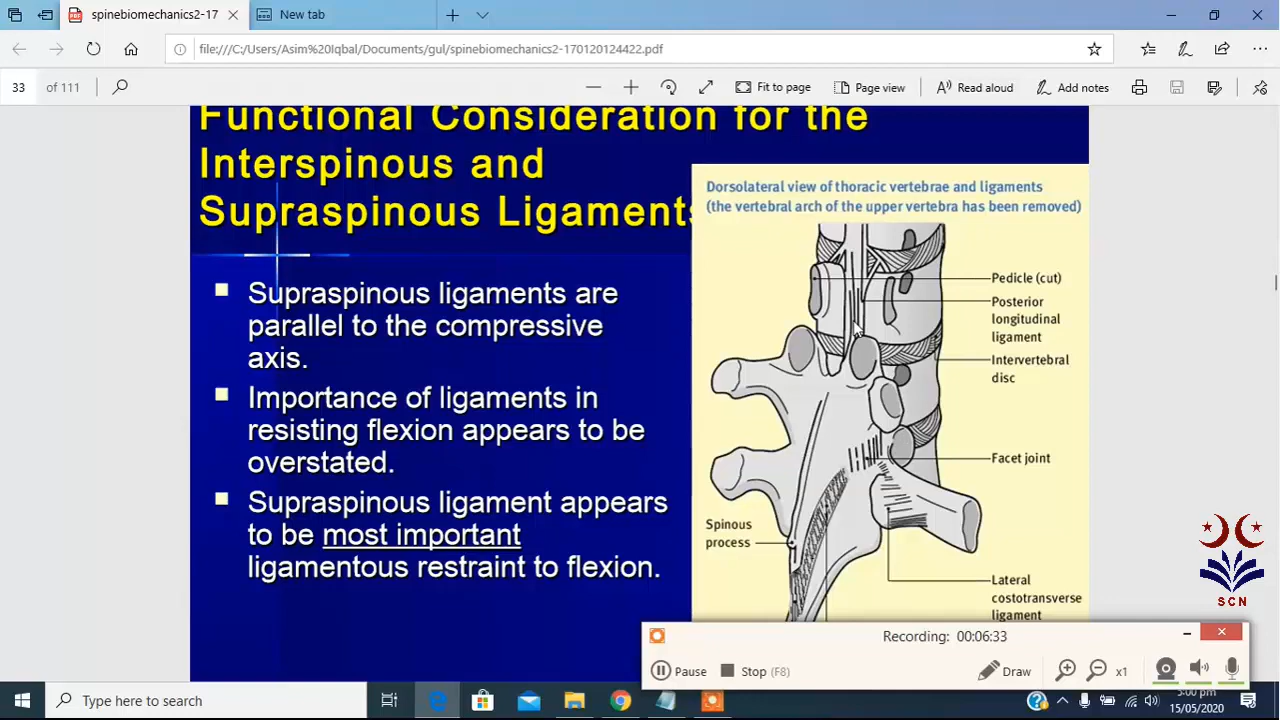 spinebiomechanics2-17
New tab
file:///C:/Users/Asim%20Iqbal/Documents/gul/spinebiomechanics2-170120124422.pdf
33 of 111
Fit to page
Page view
Read aloud
Add notes
Functional Consideration for the
Interspinous and
Supraspinous Ligaments
Supraspinous ligaments are
parallel to the compressive
axis.
Importance of ligaments in
resisting flexion appears to be
overstated.
Supraspinous ligament appears
to be most important
ligamentous restraint to flexion.
Dorsolateral view of thoracic vertebrae and ligaments
(the vertebral arch of the upper vertebra has been removed)
Pedicle (cut)
Posterior
longitudinal
ligament
Intervertebral
disc
Facet joint
Spinous
process
Lateral
costotransverse
ligament
SCN
Recording: 00:06:33
Pause
Stop (F8)
Draw
x1
Type here to search
3:00 pm
15/05/2020